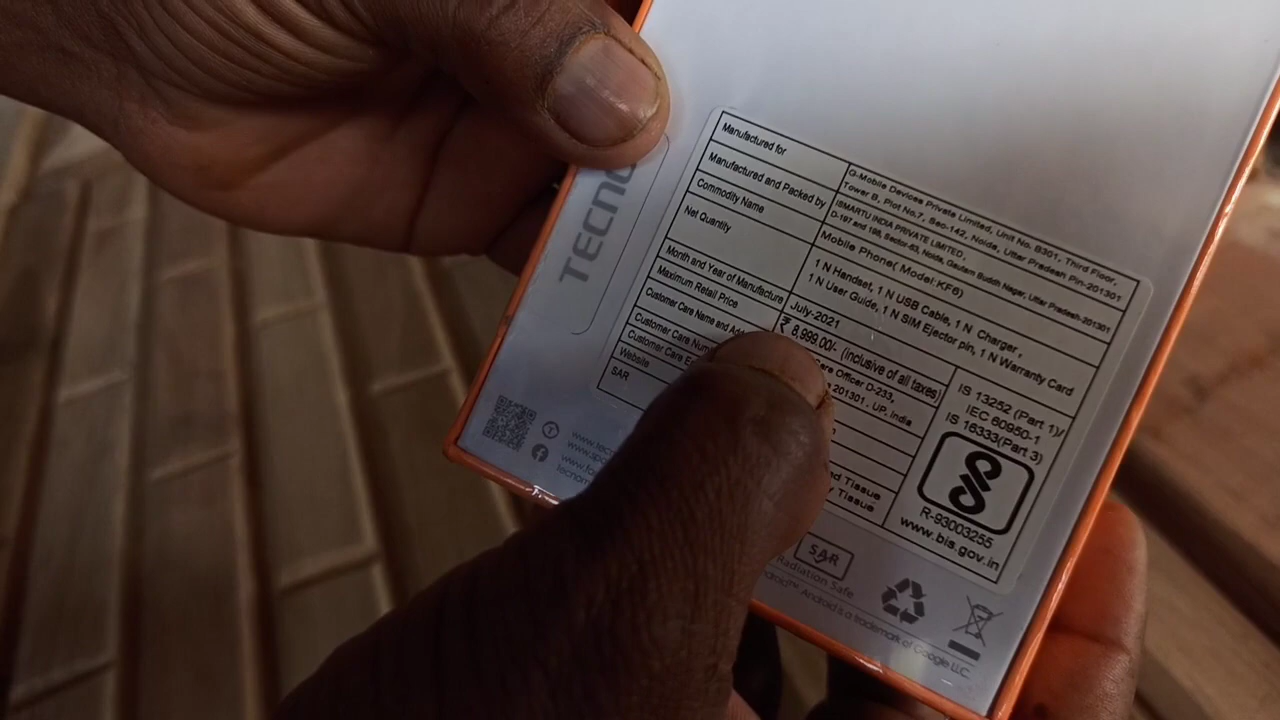 TECNO
Manufactured for
G-Mobile Devices Private Limited, Unit No. B301, Third Floor,
Tower B, Plot No.7, Sec-142, Noida, Uttar Pradesh Pin-201301
Manufactured and Packed by
ISMARTU INDIA PRIVATE LIMITED,
D-197 and 198, Sector-63, Noida, Gautam Buddh Nagar, Uttar Pradesh-201301
Commodity Name
Mobile Phone( Model:KF6)
Net Quantity
1 N Handset, 1 N USB Cable, 1 N Charger,
1 N User Guide, 1 N SIM Ejector pin, 1 N Warranty Card
Month and Year of Manufacture
July-2021
Maximum Retail Price
₹ 8,999.00/- (inclusive of all taxes)
Customer Care Name and
Officer D-233,
201301 . UP, India
Customer Care
Customer Care
Website
SAR
Tissue
Tissue
IS 13252 (Part 1)/
IEC 60950-1
IS 16333(Part 3)
R-93003255
www.bis.gov.in
SAR
Radiation Safe
Android is a trademark of Google LLC.